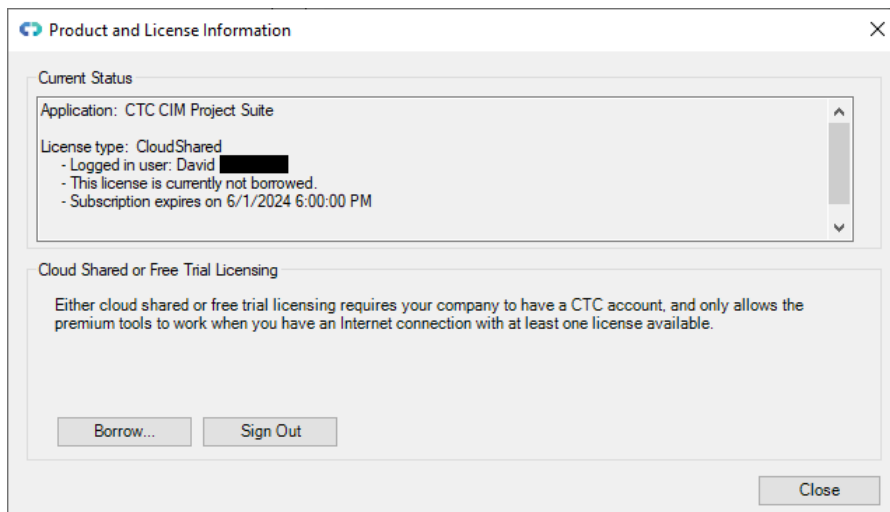 Product and License Information
Current Status
Application: CTC CIM Project Suite
License type: CloudShared
- Logged in user: David
- This license is currently not borrowed.
- Subscription expires on 6/1/2024 6:00:00 PM
Cloud Shared or Free Trial Licensing
Either cloud shared or free trial licensing requires your company to have a CTC account, and only allows the
premium tools to work when you have an Internet connection with at least one license available.
Borrow...
Sign Out
Close